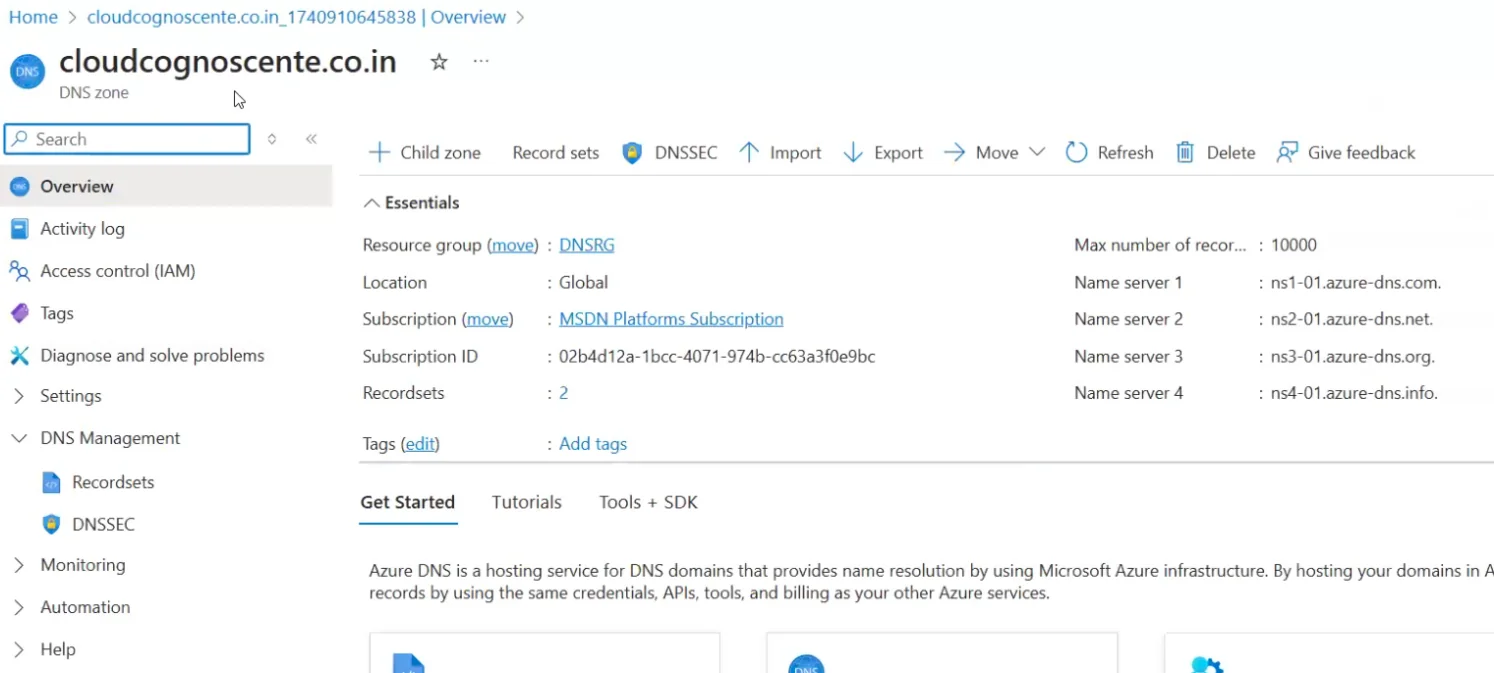 Home > cloudcognoscente.co.in_1740910645838 | Overview >
cloudcognoscente.co.in
DNS
DNS zone
Search
Child zone Record sets DNSSEC Import Export Move Refresh Delete Give feedback
Overview
Activity log
Access control (IAM)
Tags
Diagnose and solve problems
Settings
DNS Management
Recordsets
DNSSEC
Monitoring
Automation
Help
Essentials
Resource group (move) : DNSRG
Location : Global
Subscription (move) : MSDN Platforms Subscription
Subscription ID : 02b4d12a-1bcc-4071-974b-cc63a3f0e9bc
Recordsets : 2
Tags (edit) : Add tags
Max number of recor... : 10000
Name server 1 : ns1-01.azure-dns.com.
Name server 2 : ns2-01.azure-dns.net.
Name server 3 : ns3-01.azure-dns.org.
Name server 4 : ns4-01.azure-dns.info.
Get Started Tutorials Tools + SDK
Azure DNS is a hosting service for DNS domains that provides name resolution by using Microsoft Azure infrastructure. By hosting your domains in A
records by using the same credentials, APIs, tools, and billing as your other Azure services.
DNS